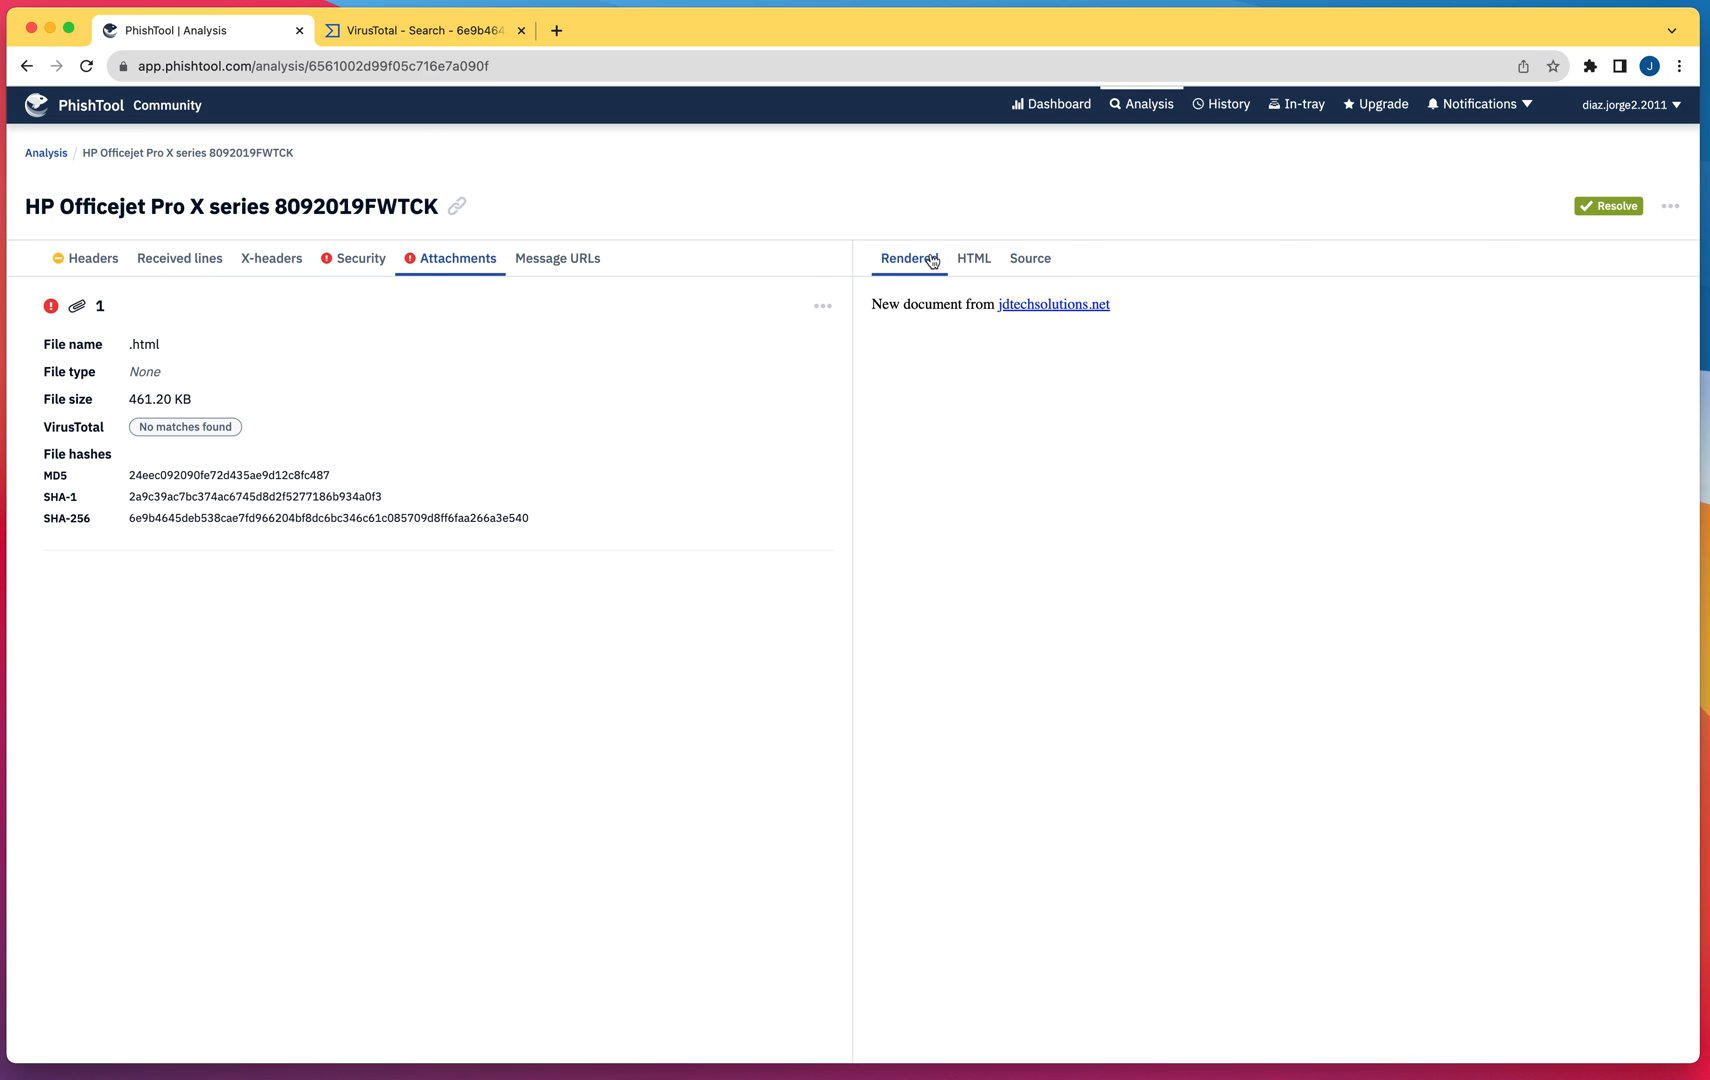 PhishTool | Analysis
VirusTotal - Search - 6e9b464
app.phishtool.com/analysis/6561002d99f05c716e7a090f
J
PhishTool Community
Dashboard Analysis History In-tray Upgrade Notifications diaz.jorge2.2011
Analysis / HP Officejet Pro X series 8092019FWTCK
HP Officejet Pro X series 8092019FWTCK
Resolve
Headers Received lines X-headers Security Attachments Message URLs
Rendered HTML Source
1
New document from jdtechsolutions.net
File name .html
File type None
File size 461.20 KB
VirusTotal No matches found
File hashes
MD5 24eec092090fe72d435ae9d12c8fc487
SHA-1 2a9c39ac7bc374ac6745d8d2f5277186b934a0f3
SHA-256 6e9b4645deb538cae7fd966204bf8dc6bc346c61c085709d8ff6faa266a3e540